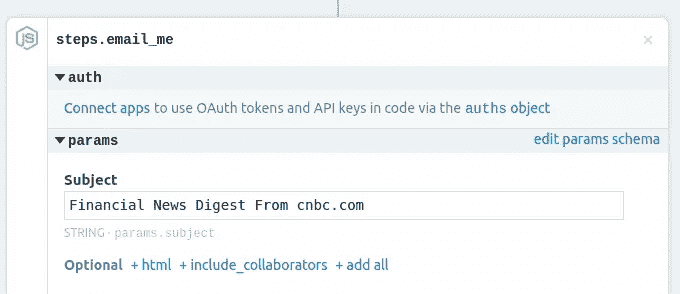 JS
steps.email_me ×
▼ auth
Connect apps to use OAuth tokens and API keys in code via the auths object
▼ params edit params schema
Subject
Financial News Digest From cnbc.com
STRING · params.subject
Optional + html + include_collaborators + add all